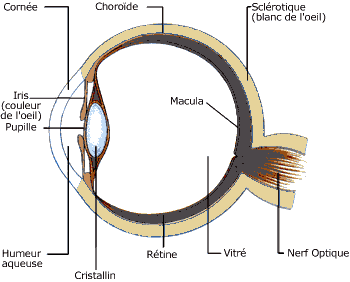 Cornée
Choroïde
Sclérotique
(blanc de l'oeil)
Iris
(couleur
de l'oeil)
Pupille
Macula
Humeur
aqueuse
Cristallin
Rétine
Vitré
Nerf Optique